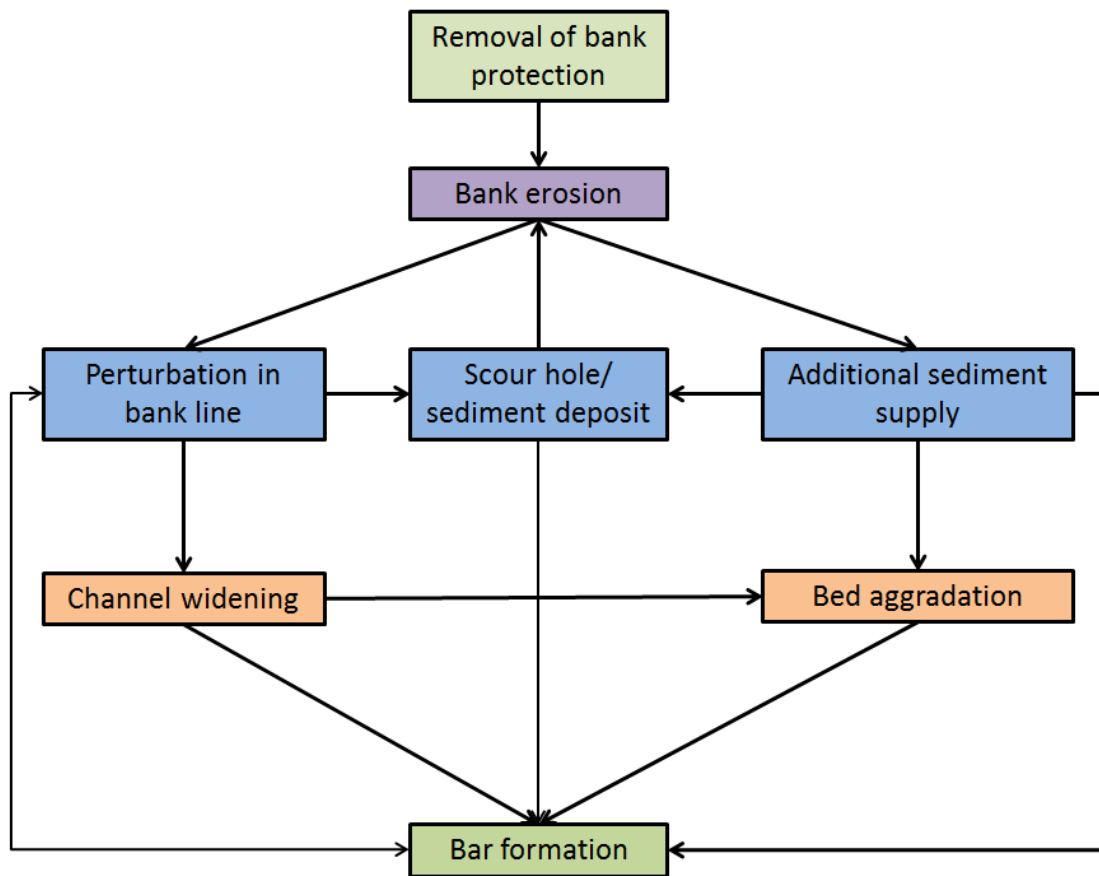 Removal of bank
protection
Bank erosion
Perturbation in
bank line
Scour hole/
sediment deposit
Additional sediment
supply
Channel widening
Bed aggradation
Bar formation